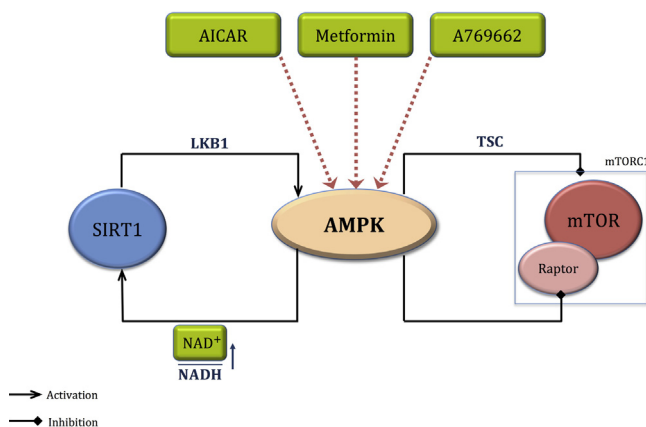 AICAR
Metformin
A769662
LKB1
TSC
mTORC1
SIRT1
AMPK
mTOR
Raptor
NAD+
NADH
Activation
Inhibition